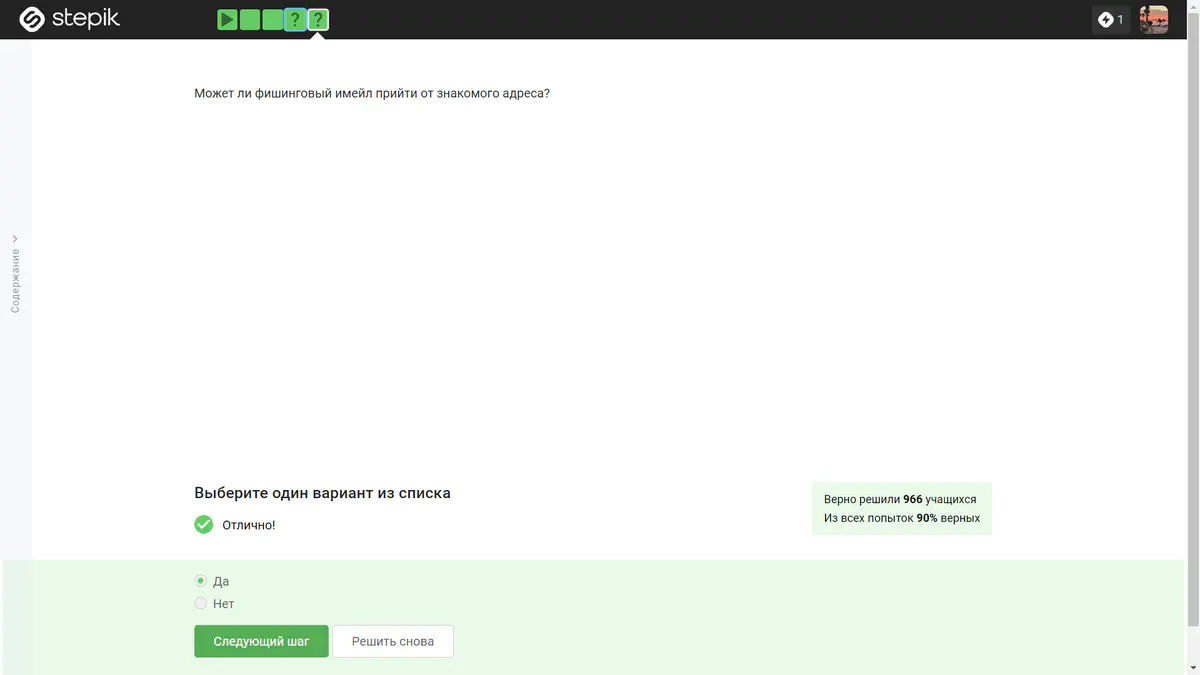 stepik
? ?
1
Содержание
Может ли фишинговый имейл прийти от знакомого адреса?
Выберите один вариант из списка
Отлично!
Верно решили 966 учащихся
Из всех попыток 90% верных
Да
Нет
Следующий шаг
Решить снова